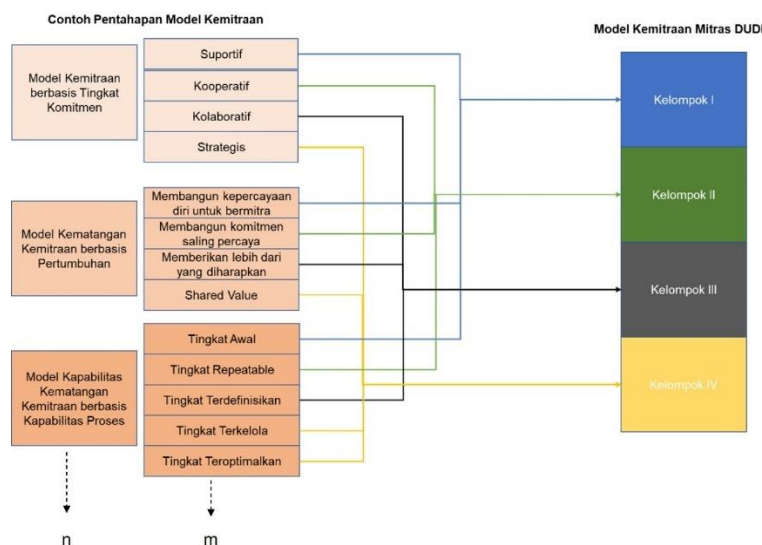 Contoh Pentahapan Model Kemitraan
Model Kemitraan Mitras DUDI
Model Kemitraan
berbasis Tingkat
Komitmen
Suportif
Kooperatif
Kolaboratif
Strategis
Model Kematangan
Kemitraan berbasis
Pertumbuhan
Membangun kepercayaan
diri untuk bermitra
Membangun komitmen
saling percaya
Memberikan lebih dari
yang diharapkan
Shared Value
Model Kapabilitas
Kematangan
Kemitraan berbasis
Kapabilitas Proses
Tingkat Awal
Tingkat Repeatable
Tingkat Terdefinisikan
Tingkat Terkelola
Tingkat Teroptimalkan
n
m
Kelompok I
Kelompok II
Kelompok III
Kelompok IV